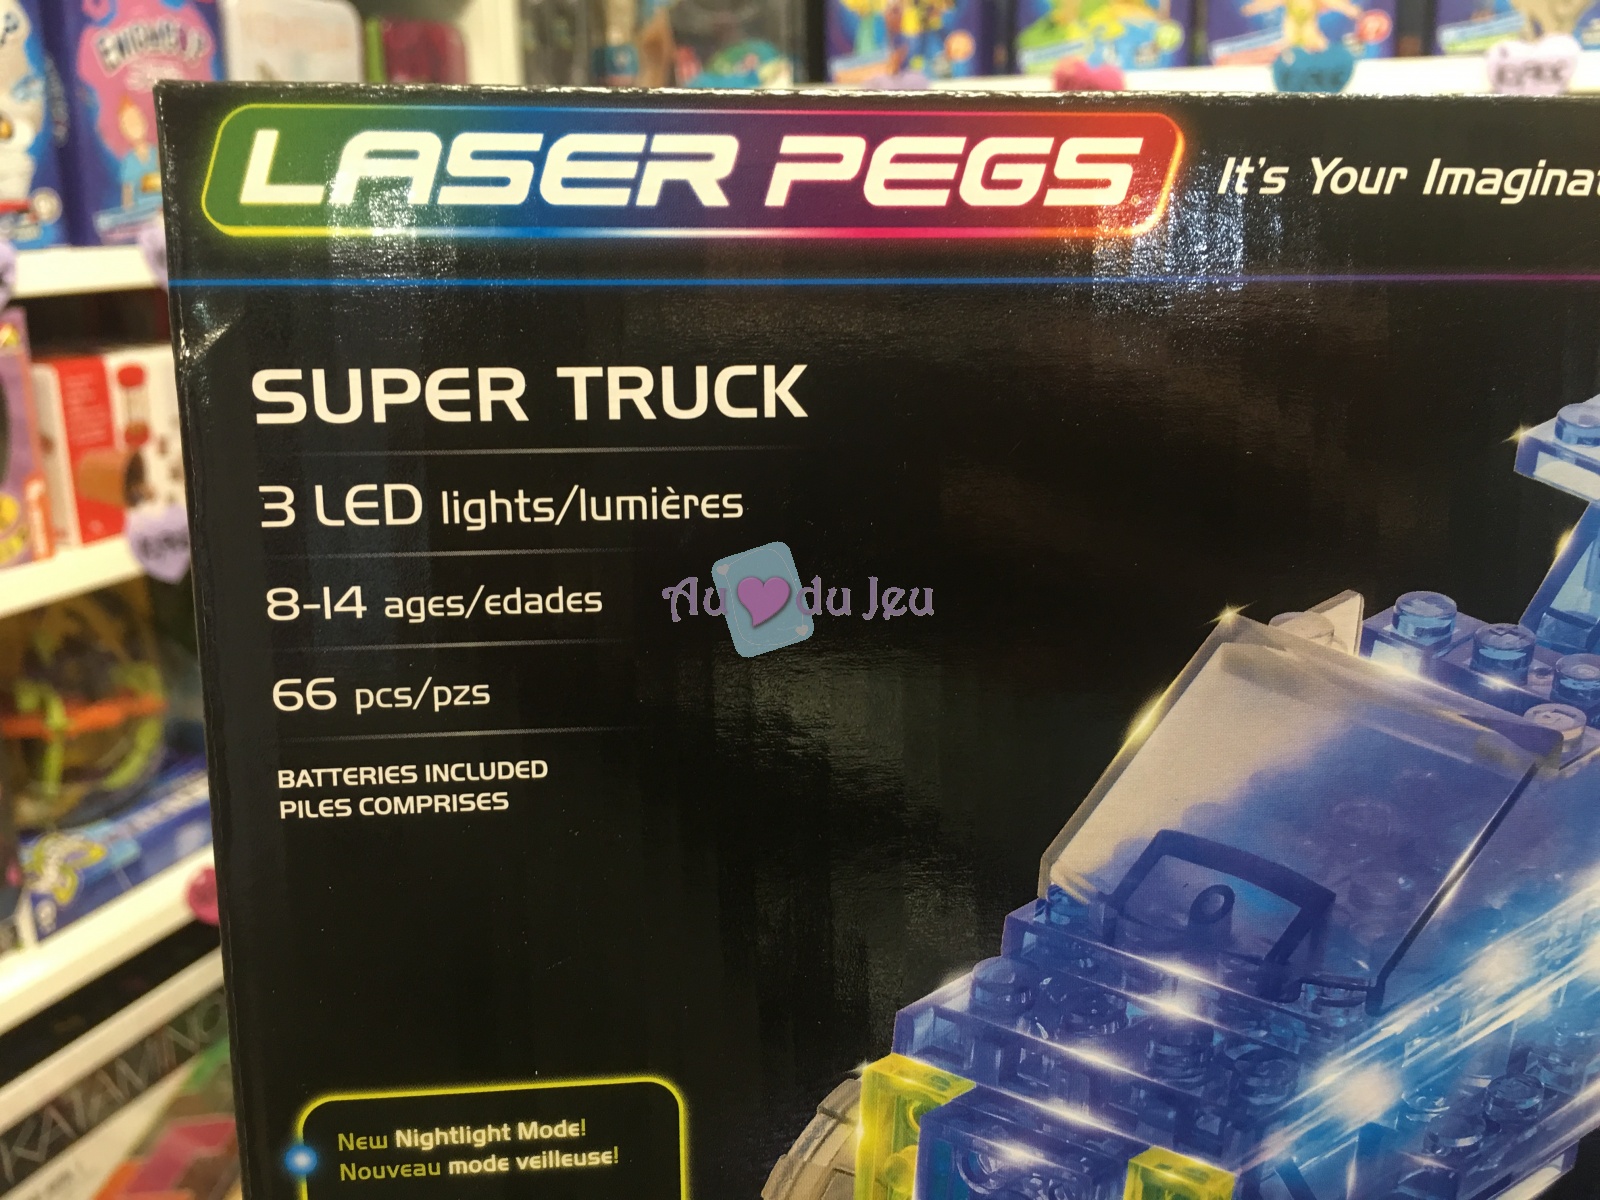 LASER PEGS
It's Your Imaginat
SUPER TRUCK
3 LED lights/lumières
8-14 ages/edades
Au du Jeu
66 pcs/pzs
BATTERIES INCLUDED
PILES COMPRISES
New Nightlight Mode!
Nouveau mode veilleuse!
KATAMINO